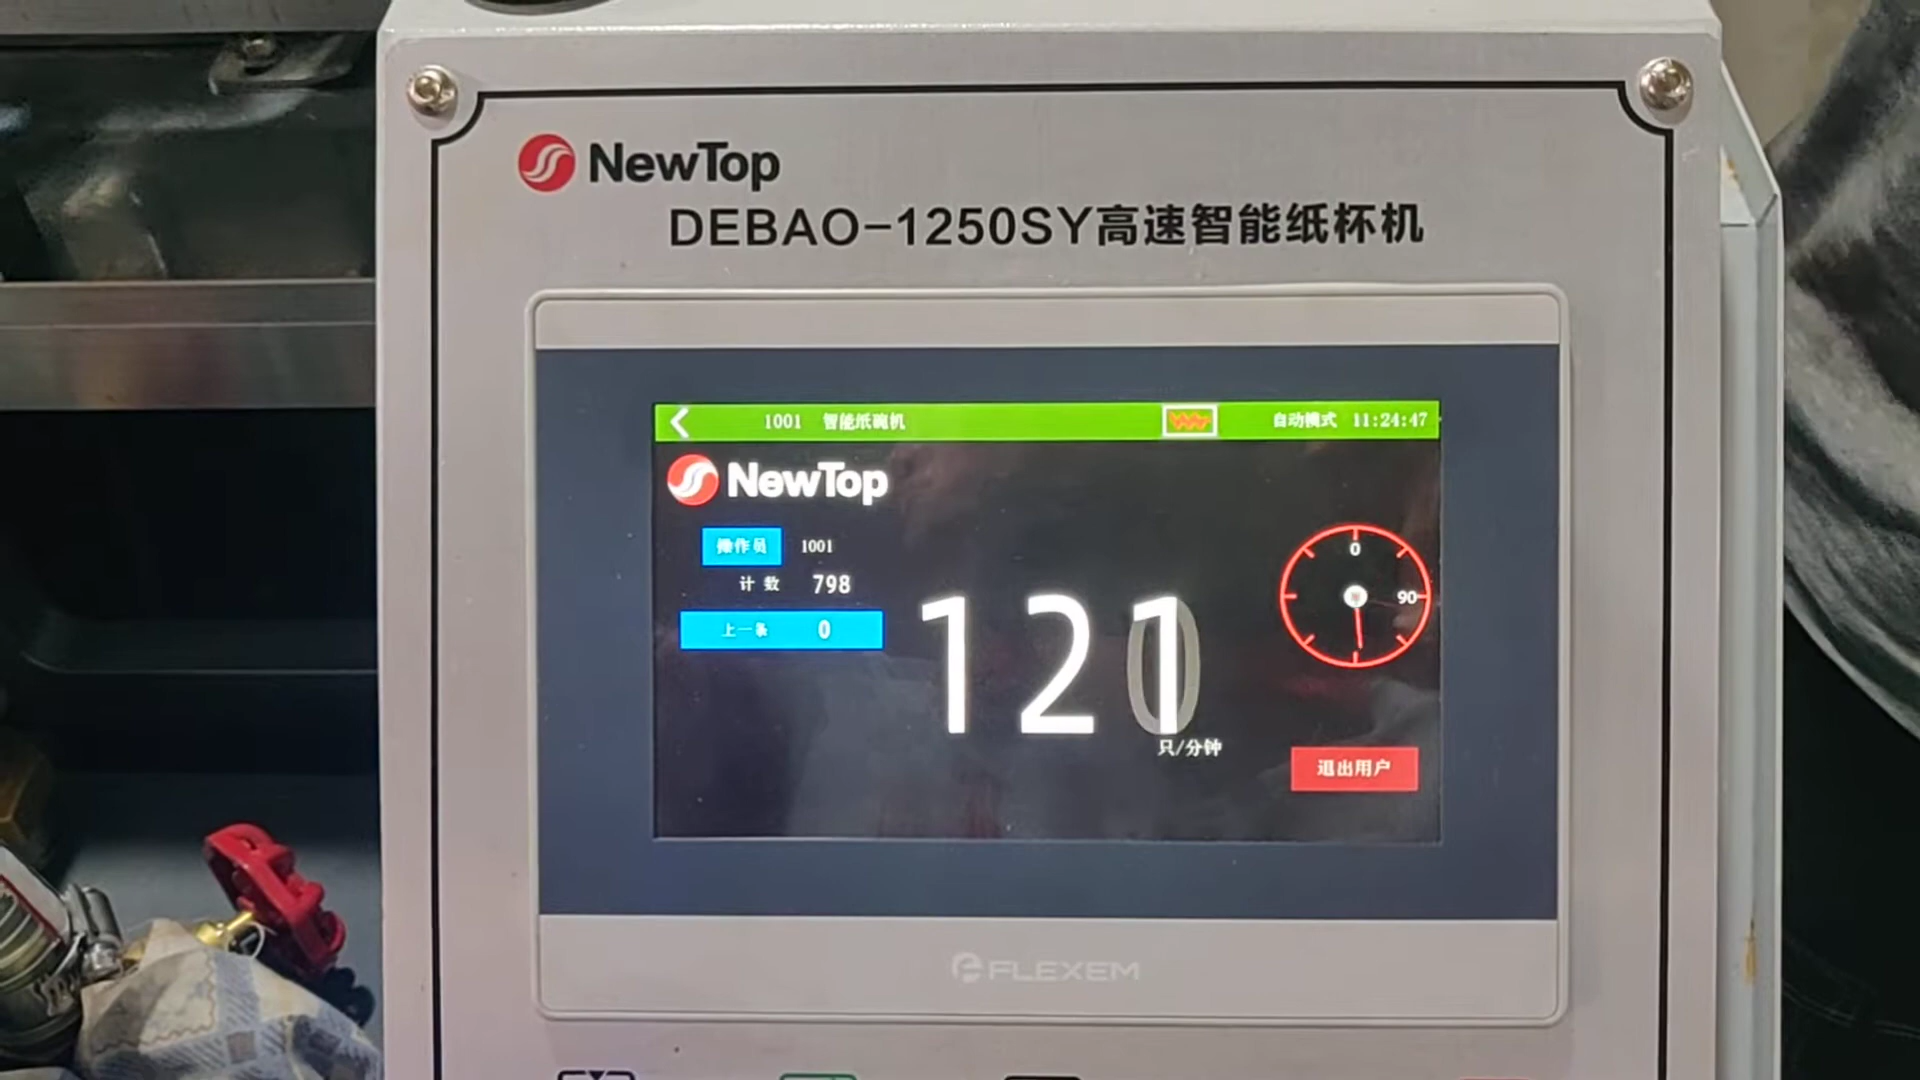 NewTop
DEBAO-1250SY高速智能纸杯机
1001 智能纸碗机 自动模式 11:24:47
NewTop
操作员 1001
计数 798
上一条 0
只/分钟
0
90
退出用户
FLEXEM